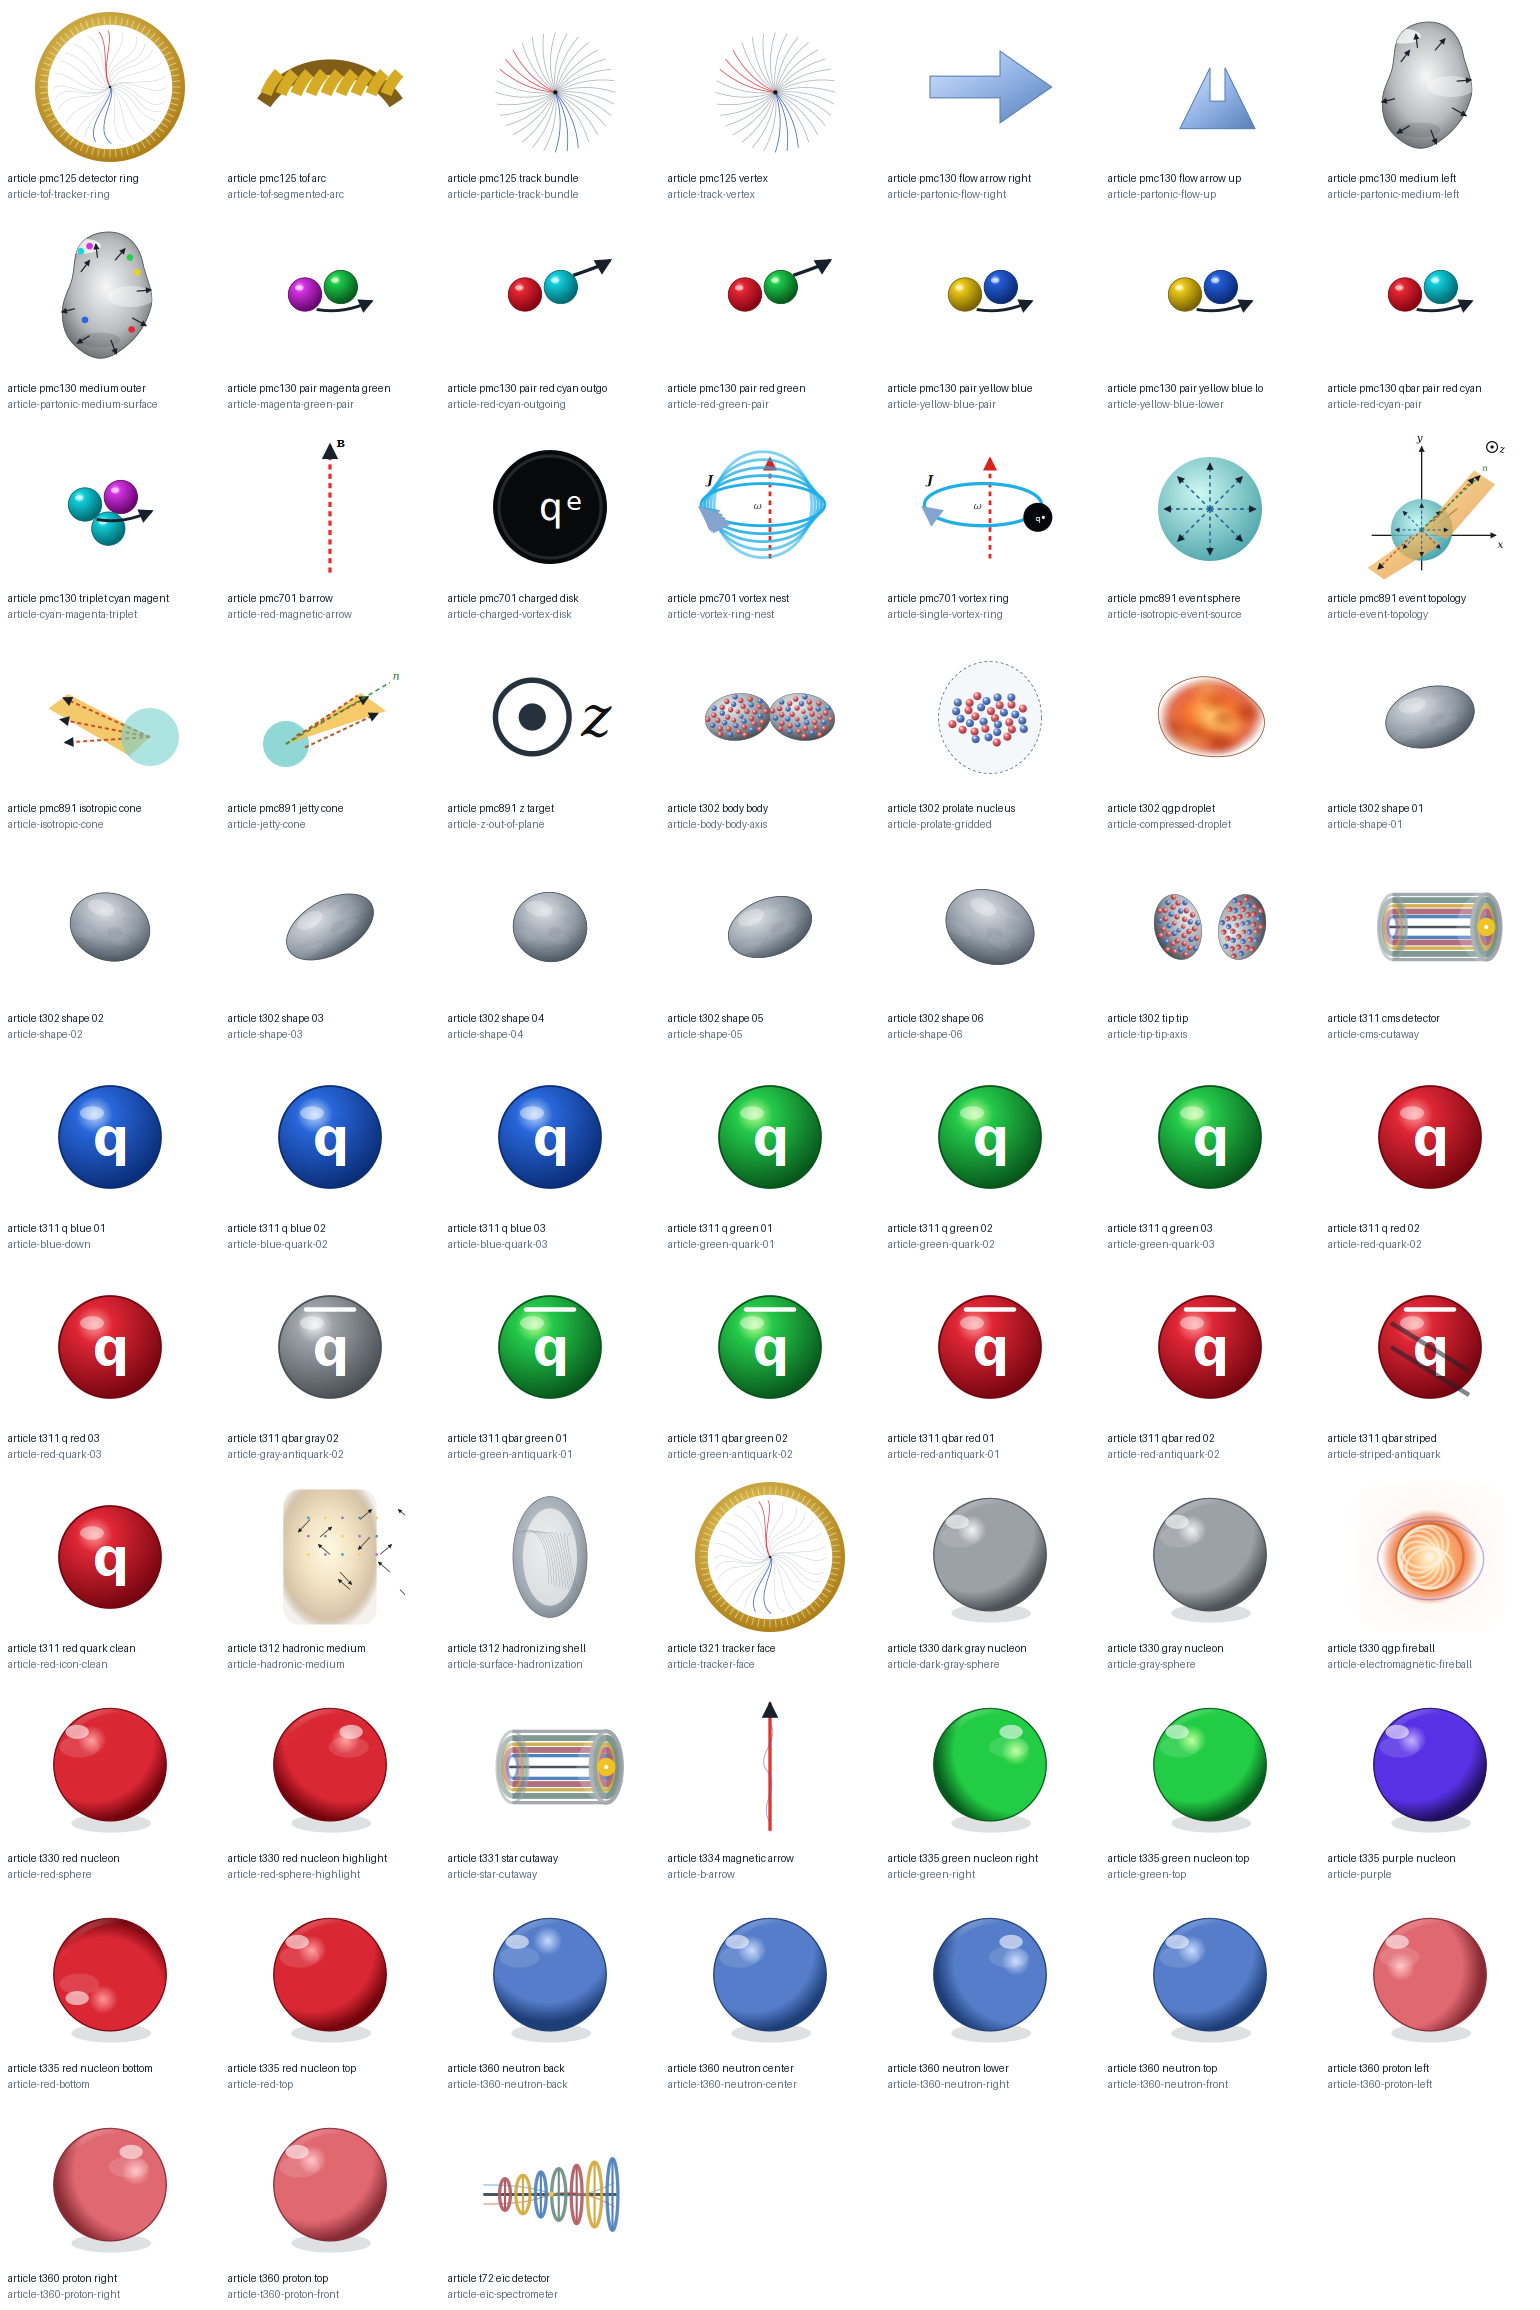 article pmc125 detector ring
article-tof-tracker-ring
article pmc125 tof arc
article-tof-segmented-arc
article pmc125 track bundle
article-particle-track-bundle
article pmc125 vertex
article-track-vertex
article pmc130 flow arrow right
article-partonic-flow-right
article pmc130 flow arrow up
article-partonic-flow-up
article pmc130 medium left
article-partonic-medium-left
article pmc130 medium outer
article-partonic-medium-surface
article pmc130 pair magenta green
article-magenta-green-pair
article pmc130 pair red cyan outgo
article-red-cyan-outgoing
article pmc130 pair red green
article-red-green-pair
article pmc130 pair yellow blue
article-yellow-blue-pair
article pmc130 pair yellow blue lo
article-yellow-blue-lower
article pmc130 qbar pair red cyan
article-red-cyan-pair
B
q e
J
ω
J
ω
q e
y
z
n
x
article pmc130 triplet cyan magent
article-cyan-magenta-triplet
article pmc701 b arrow
article-red-magnetic-arrow
article pmc701 charged disk
article-charged-vortex-disk
article pmc701 vortex nest
article-vortex-ring-nest
article pmc701 vortex ring
article-single-vortex-ring
article pmc891 event sphere
article-isotropic-event-source
article pmc891 event topology
article-event-topology
n
z
article pmc891 isotropic cone
article-isotropic-cone
article pmc891 jetty cone
article-jetty-cone
article pmc891 z target
article-z-out-of-plane
article t302 body body
article-body-body-axis
article t302 prolate nucleus
article-prolate-gridded
article t302 qgp droplet
article-compressed-droplet
article t302 shape 01
article-shape-01
article t302 shape 02
article-shape-02
article t302 shape 03
article-shape-03
article t302 shape 04
article-shape-04
article t302 shape 05
article-shape-05
article t302 shape 06
article-shape-06
article t302 tip tip
article-tip-tip-axis
article t311 cms detector
article-cms-cutaway
q
q
q
q
q
q
q
article t311 q blue 01
article-blue-down
article t311 q blue 02
article-blue-quark-02
article t311 q blue 03
article-blue-quark-03
article t311 q green 01
article-green-quark-01
article t311 q green 02
article-green-quark-02
article t311 q green 03
article-green-quark-03
article t311 q red 02
article-red-quark-02
q
q
q
q
q
q
q
article t311 q red 03
article-red-quark-03
article t311 qbar gray 02
article-gray-antiquark-02
article t311 qbar green 01
article-green-antiquark-01
article t311 qbar green 02
article-green-antiquark-02
article t311 qbar red 01
article-red-antiquark-01
article t311 qbar red 02
article-red-antiquark-02
article t311 qbar striped
article-striped-antiquark
q
article t311 red quark clean
article-red-icon-clean
article t312 hadronic medium
article-hadronic-medium
article t312 hadronizing shell
article-surface-hadronization
article t321 tracker face
article-tracker-face
article t330 dark gray nucleon
article-dark-gray-sphere
article t330 gray nucleon
article-gray-sphere
article t330 qgp fireball
article-electromagnetic-fireball
article t330 red nucleon
article-red-sphere
article t330 red nucleon highlight
article-red-sphere-highlight
article t331 star cutaway
article-star-cutaway
article t334 magnetic arrow
article-b-arrow
article t335 green nucleon right
article-green-right
article t335 green nucleon top
article-green-top
article t335 purple nucleon
article-purple
article t335 red nucleon bottom
article-red-bottom
article t335 red nucleon top
article-red-top
article t360 neutron back
article-t360-neutron-back
article t360 neutron center
article-t360-neutron-center
article t360 neutron lower
article-t360-neutron-right
article t360 neutron top
article-t360-neutron-front
article t360 proton left
article-t360-proton-left
article t360 proton right
article-t360-proton-right
article t360 proton top
article-t360-proton-front
article t72 eic detector
article-eic-spectrometer